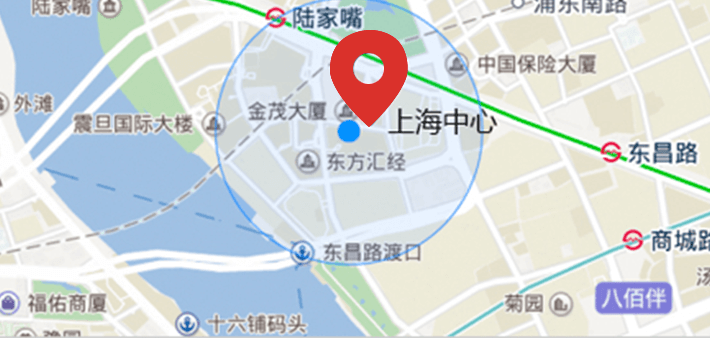 陆家嘴
陆家嘴
浦东南路
中国保险大厦
外滩
金茂大厦
震旦国际大楼
上海中心
东昌路
东方汇经
商城路
东昌路渡口
福佑商厦
菊园
八佰伴
十六铺码头